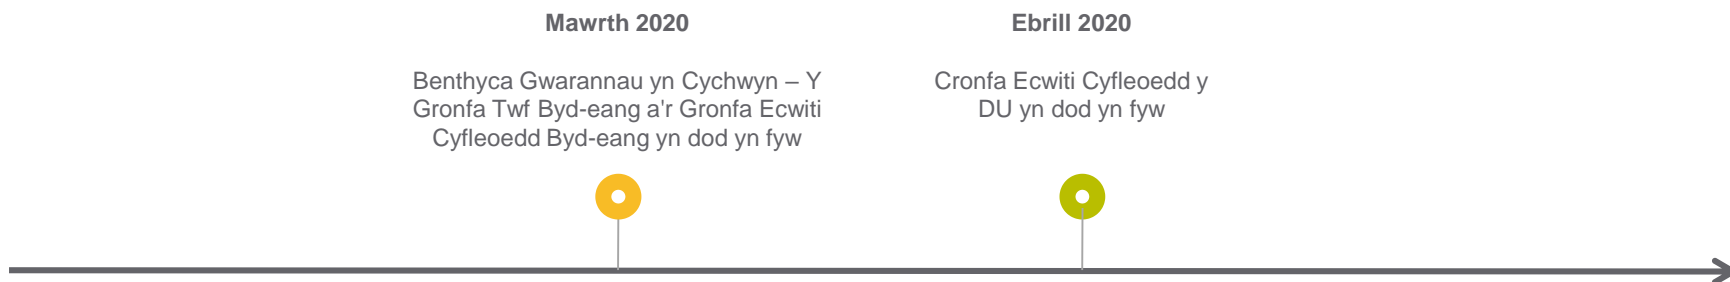 Mawrth 2020
Benthyca Gwarannau yn Cychwyn – Y
Gronfa Twf Byd-eang a'r Gronfa Ecwiti
Cyfleoedd Byd-eang yn dod yn fyw
Ebrill 2020
Cronfa Ecwiti Cyfleoedd y
DU yn dod yn fyw